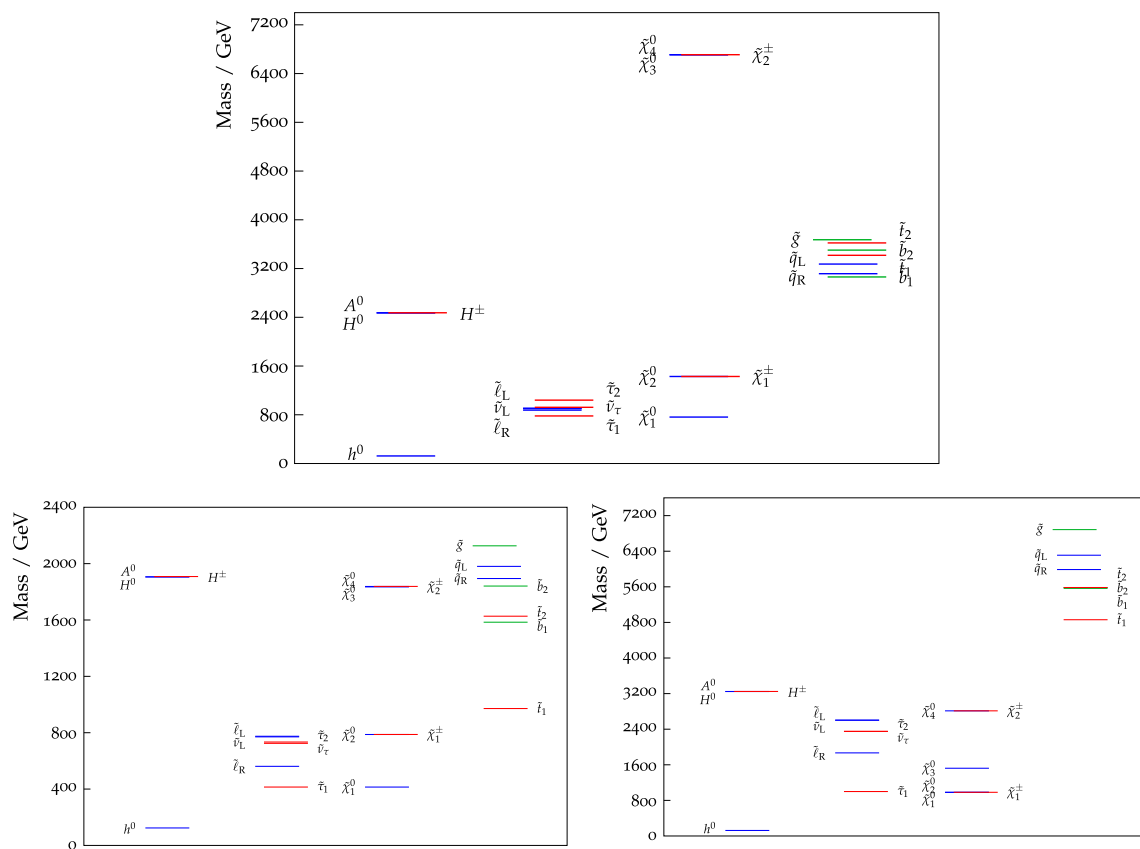 Mass / GeV
7200
6400
5600
4800
4000
3200
2400
1600
800
0
A⁰
H⁰
H±
h⁰
ℓ̃L
ν̃L
ℓ̃R
τ̃2
ν̃τ
τ̃1
χ̃⁰4
χ̃⁰3
χ̃±2
χ̃⁰2
χ̃±1
χ̃⁰1
g̃
q̃L
q̃R
t̃2
b̃2
t̃1
b̃1
Mass / GeV
2400
2000
1600
1200
800
400
0
A⁰
H⁰
H±
h⁰
ℓ̃L
ν̃L
ℓ̃R
τ̃2
ν̃τ
τ̃1
χ̃⁰4
χ̃⁰3
χ̃±2
χ̃⁰2
χ̃±1
χ̃⁰1
g̃
q̃L
q̃R
b̃2
t̃2
b̃1
t̃1
Mass / GeV
7200
6400
5600
4800
4000
3200
2400
1600
800
0
A⁰
H⁰
H±
h⁰
ℓ̃L
ν̃L
ℓ̃R
τ̃2
ν̃τ
τ̃1
χ̃⁰4
χ̃±2
χ̃⁰3
χ̃⁰2
χ̃⁰1
χ̃±1
g̃
q̃L
q̃R
t̃2
b̃2
b̃1
t̃1